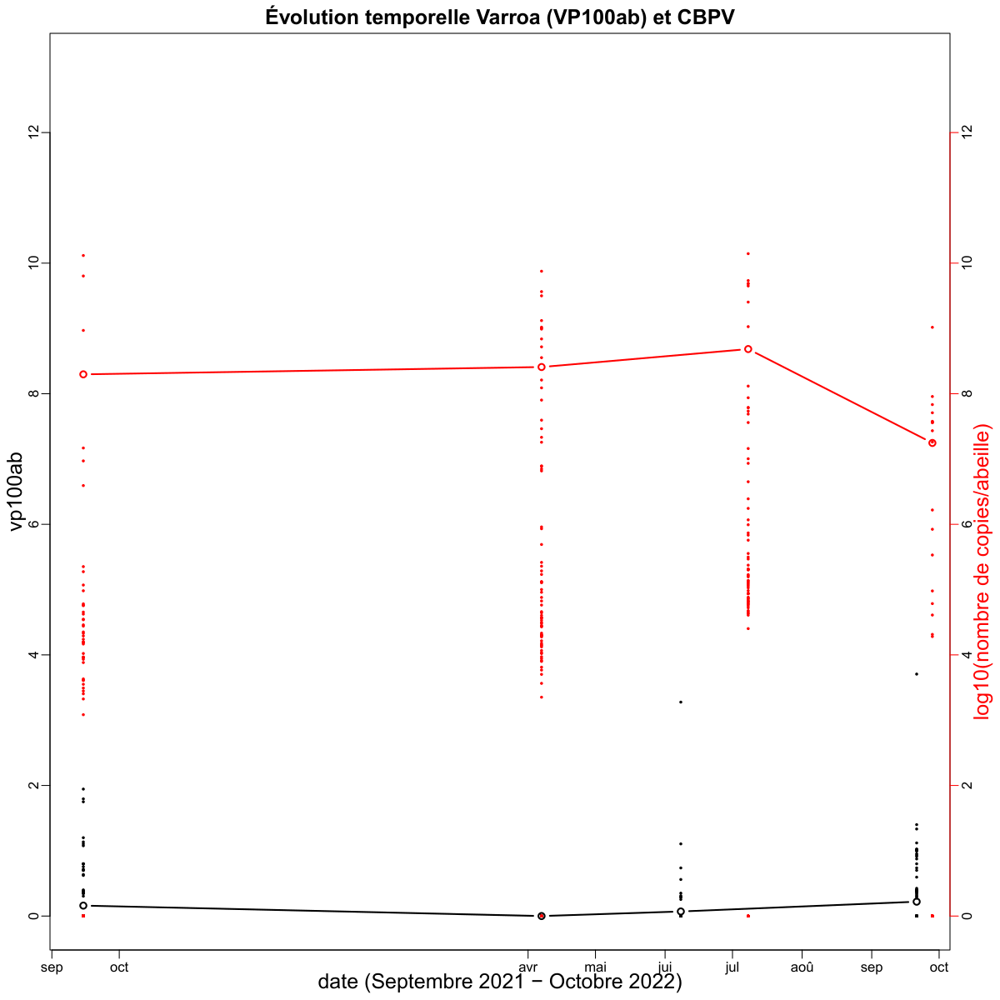 Évolution temporelle Varroa (VP100ab) et CBPV
12
10
8
6
4
2
0
vp100ab
12
10
8
6
4
2
0
log10(nombre de copies/abeille)
sep oct avr mai jui jul aoû sep oct
date (Septembre 2021 − Octobre 2022)